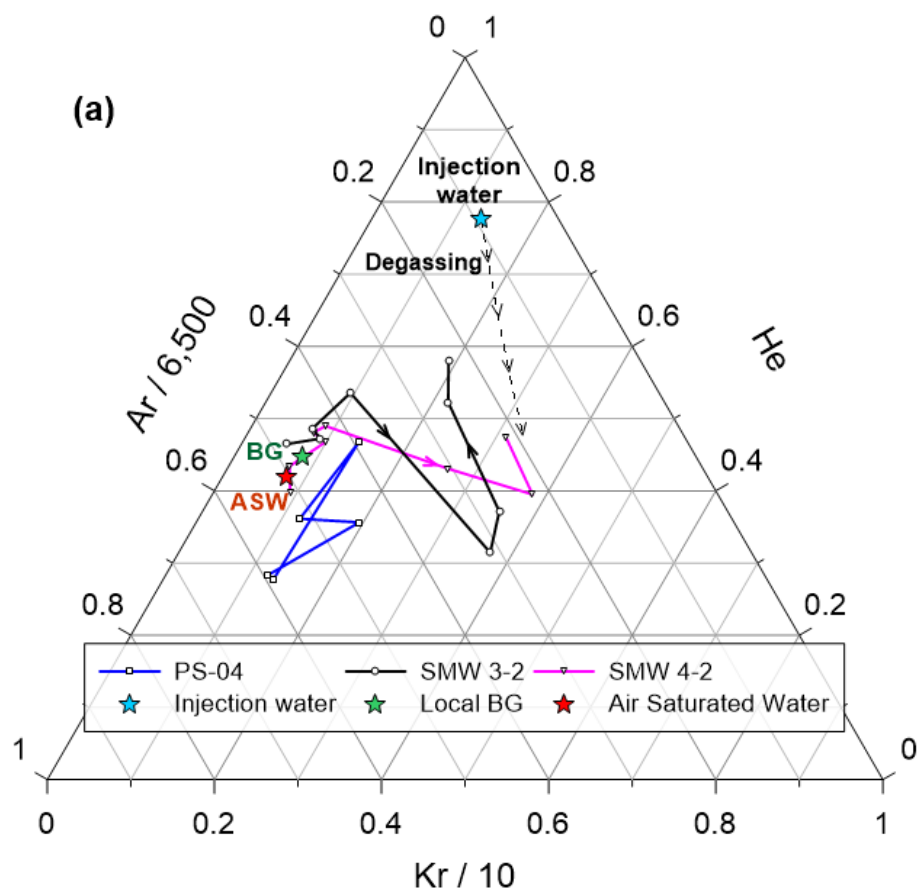 0 1
(a)
Injection
water
0.2 0.8
Degassing
0.4 0.6
Ar / 6,500
He
BG
0.6 0.4
ASW
0.8 0.2
PS-04 SMW 3-2 SMW 4-2
Injection water Local BG Air Saturated Water
1 0
0 0.2 0.4 0.6 0.8 1
Kr / 10